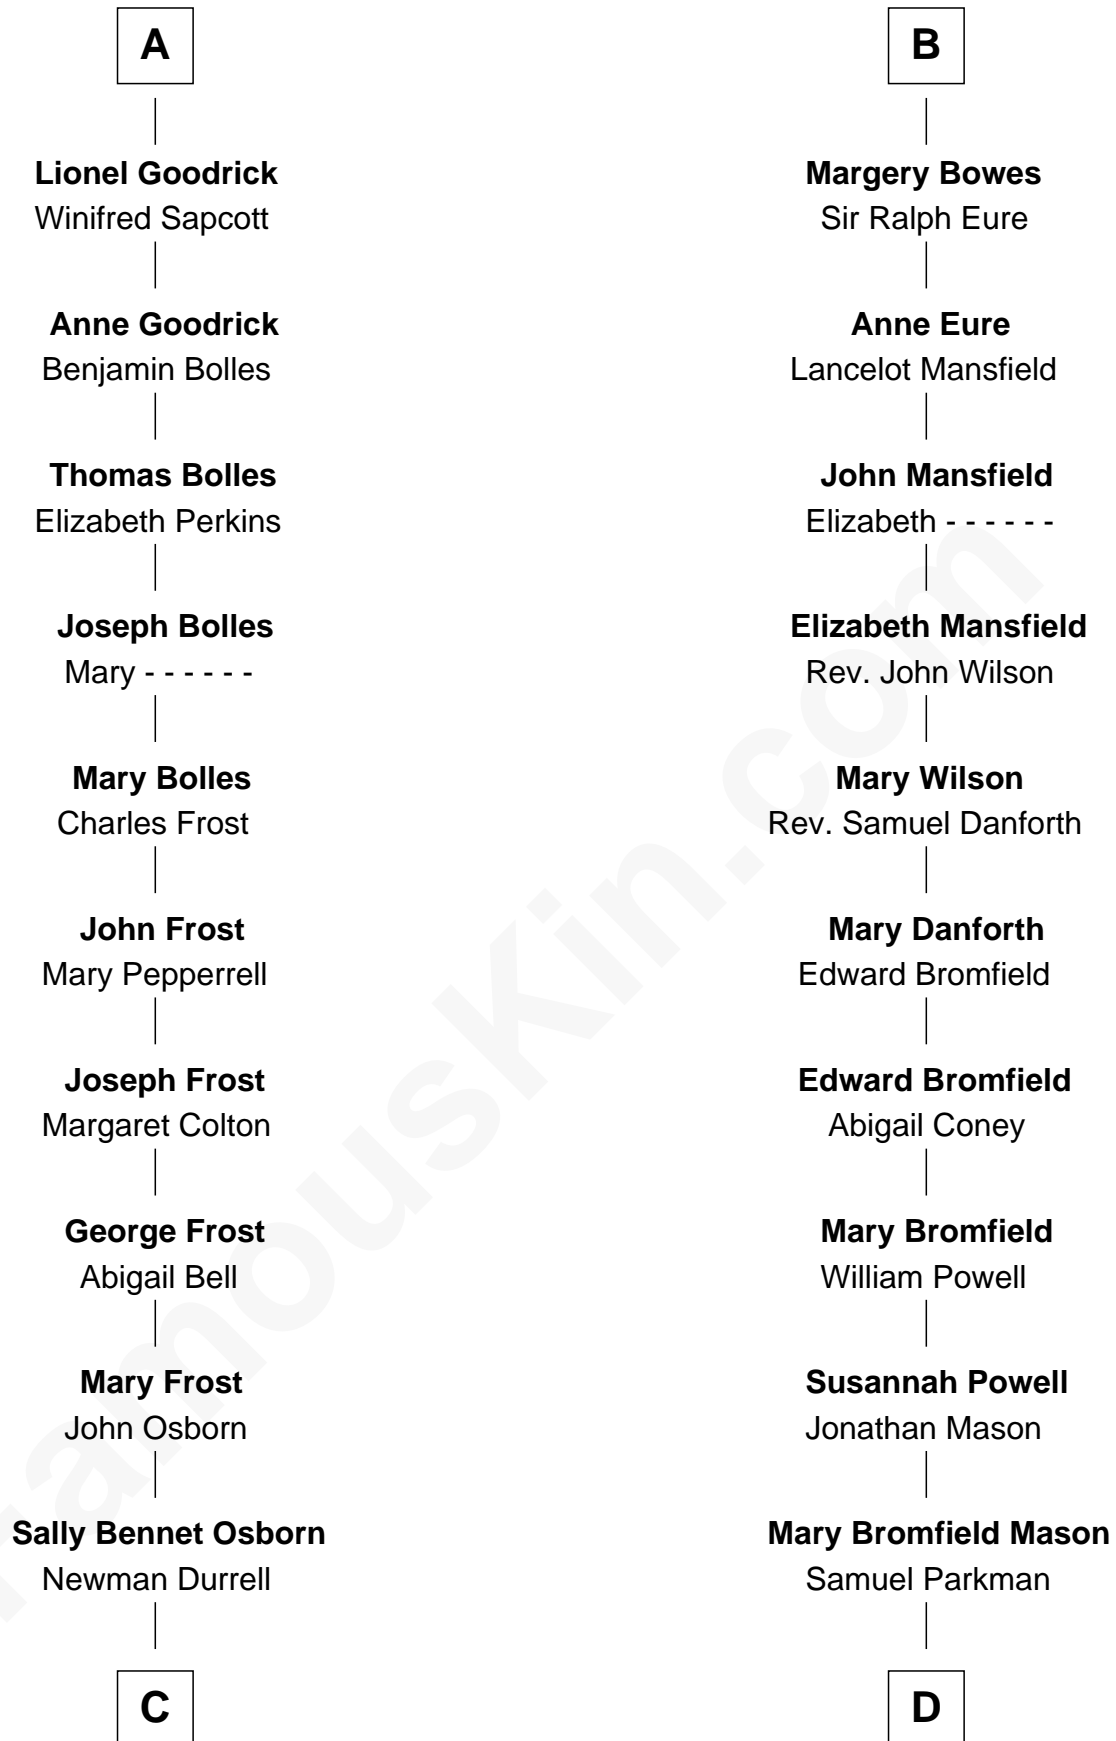 A
Lionel Goodrick
Winifred Sapcott
Anne Goodrick
Benjamin Bolles
Thomas Bolles
Elizabeth Perkins
Joseph Bolles
Mary - - - - - -
Mary Bolles
Charles Frost
John Frost
Mary Pepperrell
Joseph Frost
Margaret Colton
George Frost
Abigail Bell
Mary Frost
John Osborn
Sally Bennet Osborn
Newman Durrell
C
B
Margery Bowes
Sir Ralph Eure
Anne Eure
Lancelot Mansfield
John Mansfield
Elizabeth - - - - - -
Elizabeth Mansfield
Rev. John Wilson
Mary Wilson
Rev. Samuel Danforth
Mary Danforth
Edward Bromfield
Edward Bromfield
Abigail Coney
Mary Bromfield
William Powell
Susannah Powell
Jonathan Mason
Mary Bromfield Mason
Samuel Parkman
D
FamousKin.com